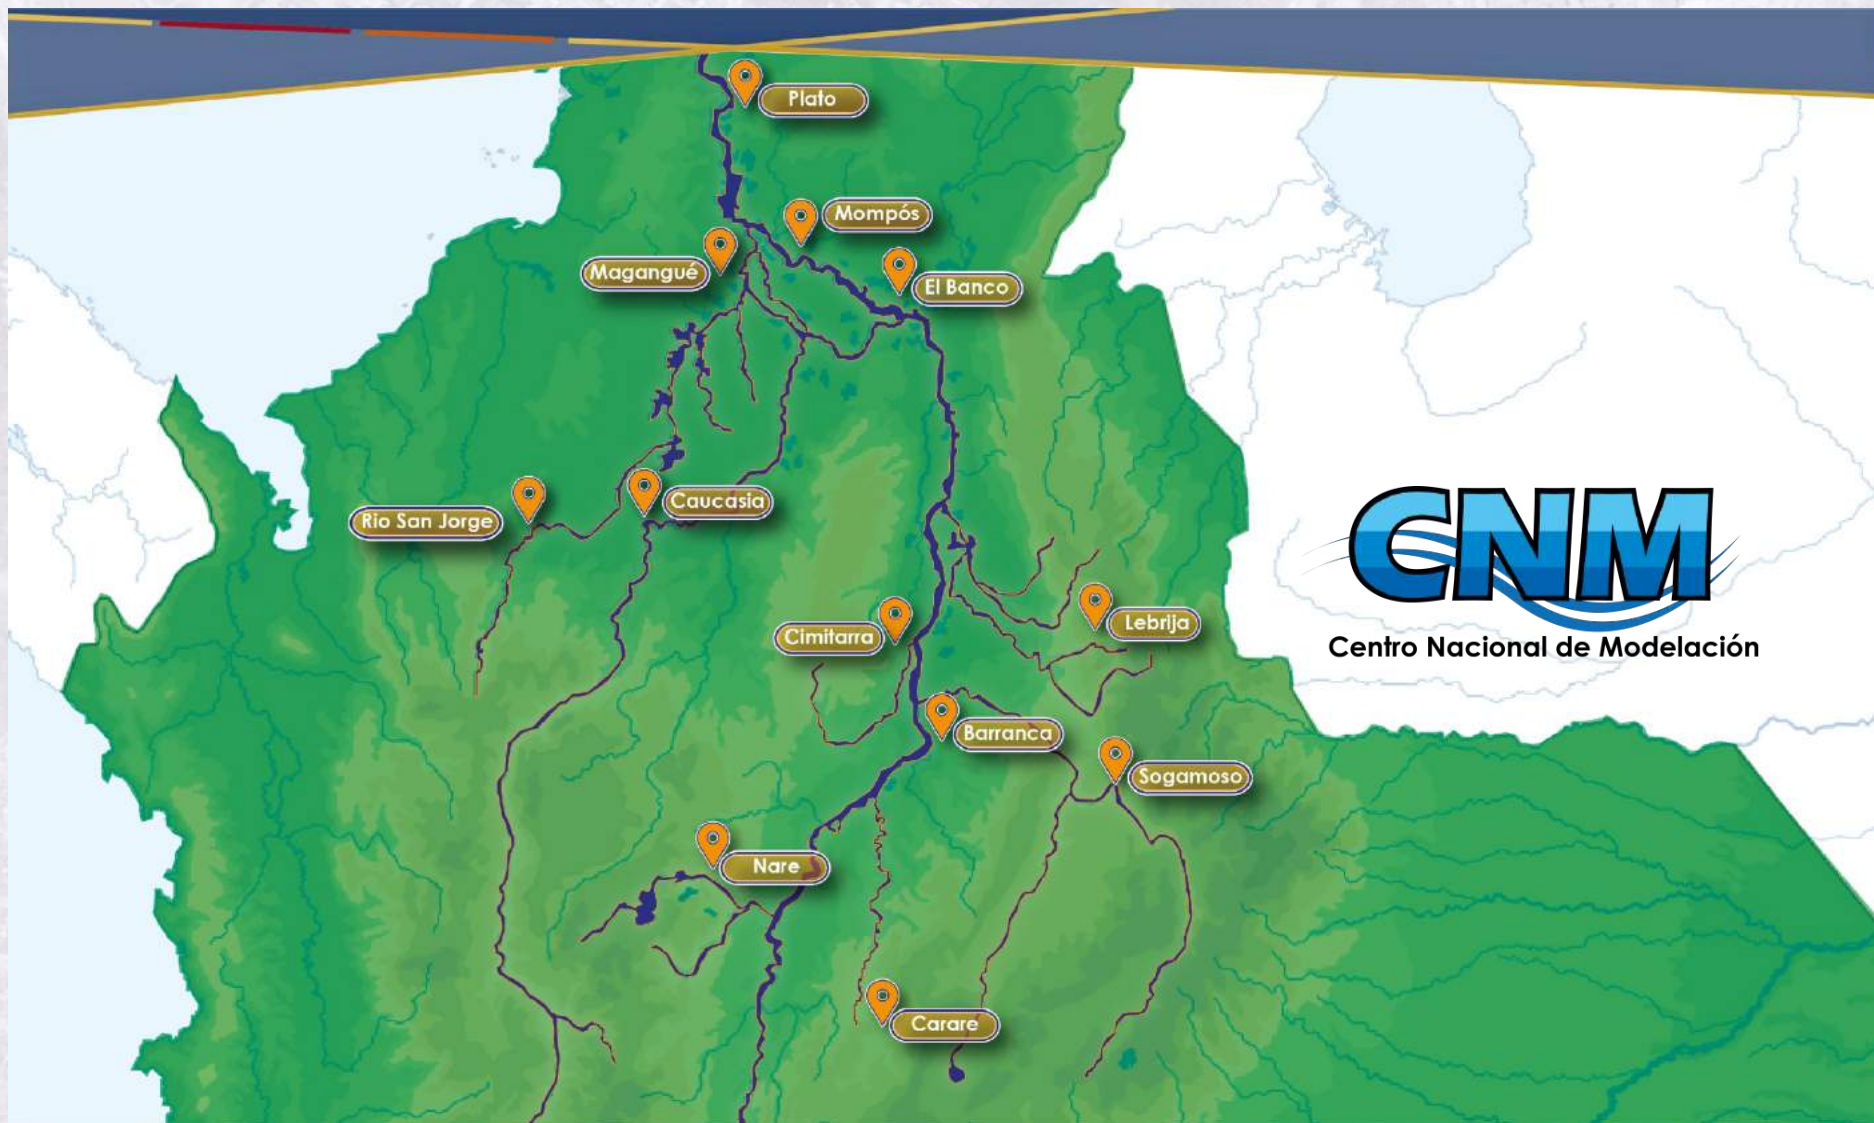 Plato
Mompós
Magangué
El Banco
Caucasia
Rio San Jorge
CNM
Centro Nacional de Modelación
Lebrija
Cimitarra
Barranca
Sogamoso
Nare
Carare